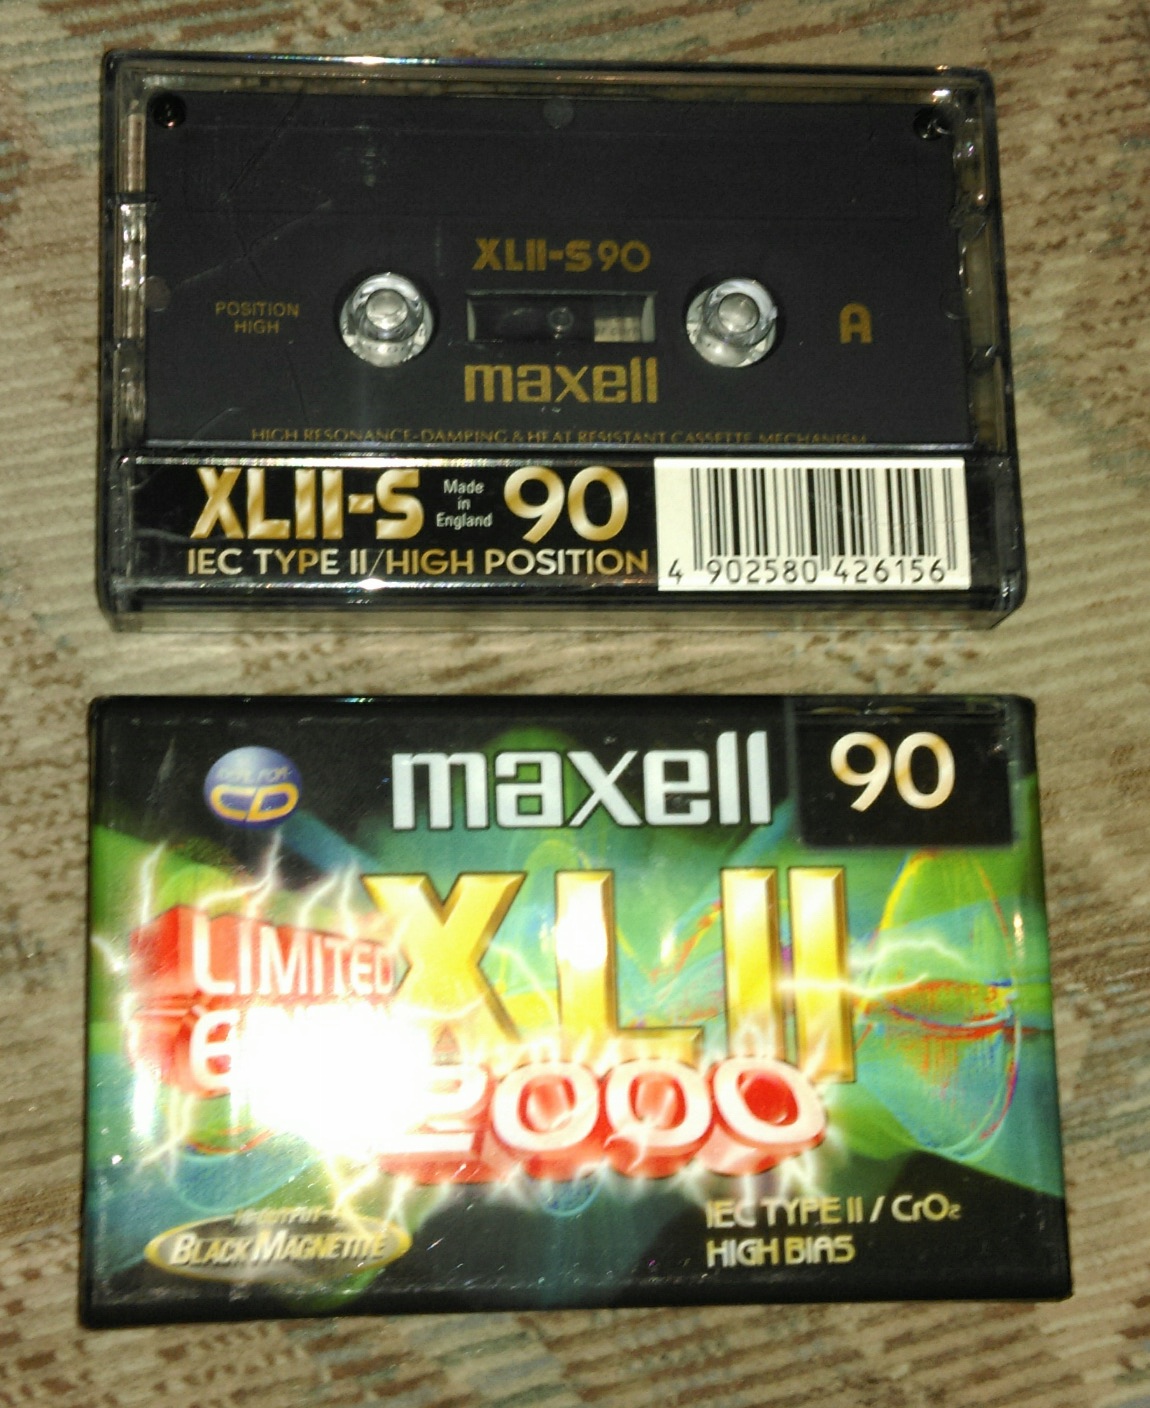 XLII-S 90
POSITION
HIGH
A
maxell
HIGH RESONANCE-DAMPING & HEAT RESISTANT CASSETTE MECHANISM
XLII-S
Made
in
England
90
IEC TYPE II/HIGH POSITION
4 902580 426156
CD
maxell
90
XLII
LIMITED
2000
BLACK MAGNETITE
IEC TYPE II / CrO2
HIGH BIAS